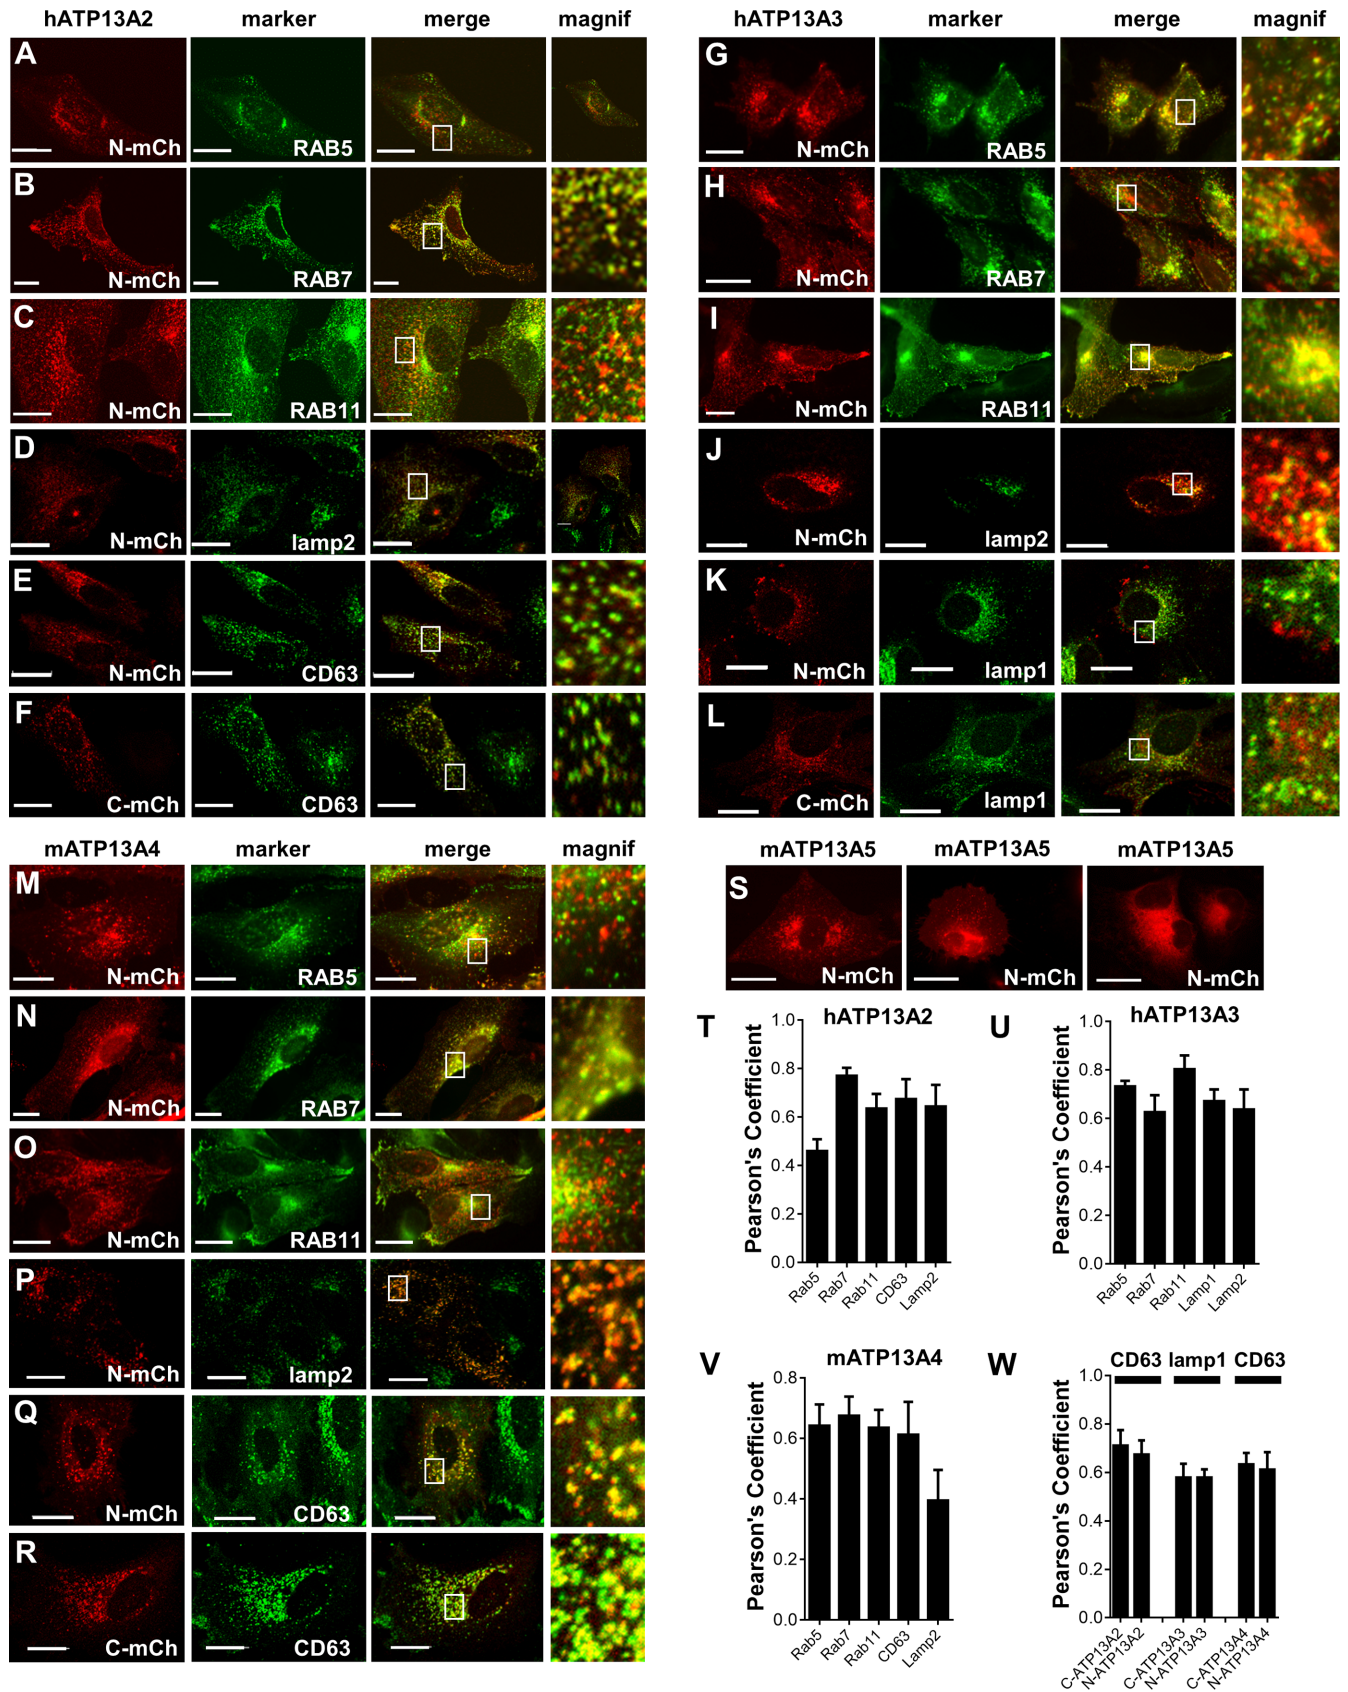 hATP13A2 marker merge magnif
A N-mCh RAB5
B N-mCh RAB7
C N-mCh RAB11
D N-mCh lamp2
E N-mCh CD63
F C-mCh CD63
hATP13A3 marker merge magnif
G N-mCh RAB5
H N-mCh RAB7
I N-mCh RAB11
J N-mCh lamp2
K N-mCh lamp1
L C-mCh lamp1
mATP13A4 marker merge magnif
M N-mCh RAB5
N N-mCh RAB7
O N-mCh RAB11
P N-mCh lamp2
Q N-mCh CD63
R C-mCh CD63
mATP13A5 mATP13A5 mATP13A5
S N-mCh N-mCh N-mCh
T hATP13A2
Pearson's Coefficient
1.0
0.8
0.6
0.4
0.2
0.0
Rab5 Rab7 Rab11 CD63 Lamp2
U hATP13A3
Pearson's Coefficient
1.0
0.8
0.6
0.4
0.2
0.0
Rab5 Rab7 Rab11 Lamp1 Lamp2
V mATP13A4
Pearson's Coefficient
0.8
0.6
0.4
0.2
0.0
Rab5 Rab7 Rab11 CD63 Lamp2
W CD63 lamp1 CD63
Pearson's Coefficient
1.0
0.8
0.6
0.4
0.2
0.0
C-ATP13A2 N-ATP13A2 C-ATP13A3 N-ATP13A3 C-ATP13A4 N-ATP13A4